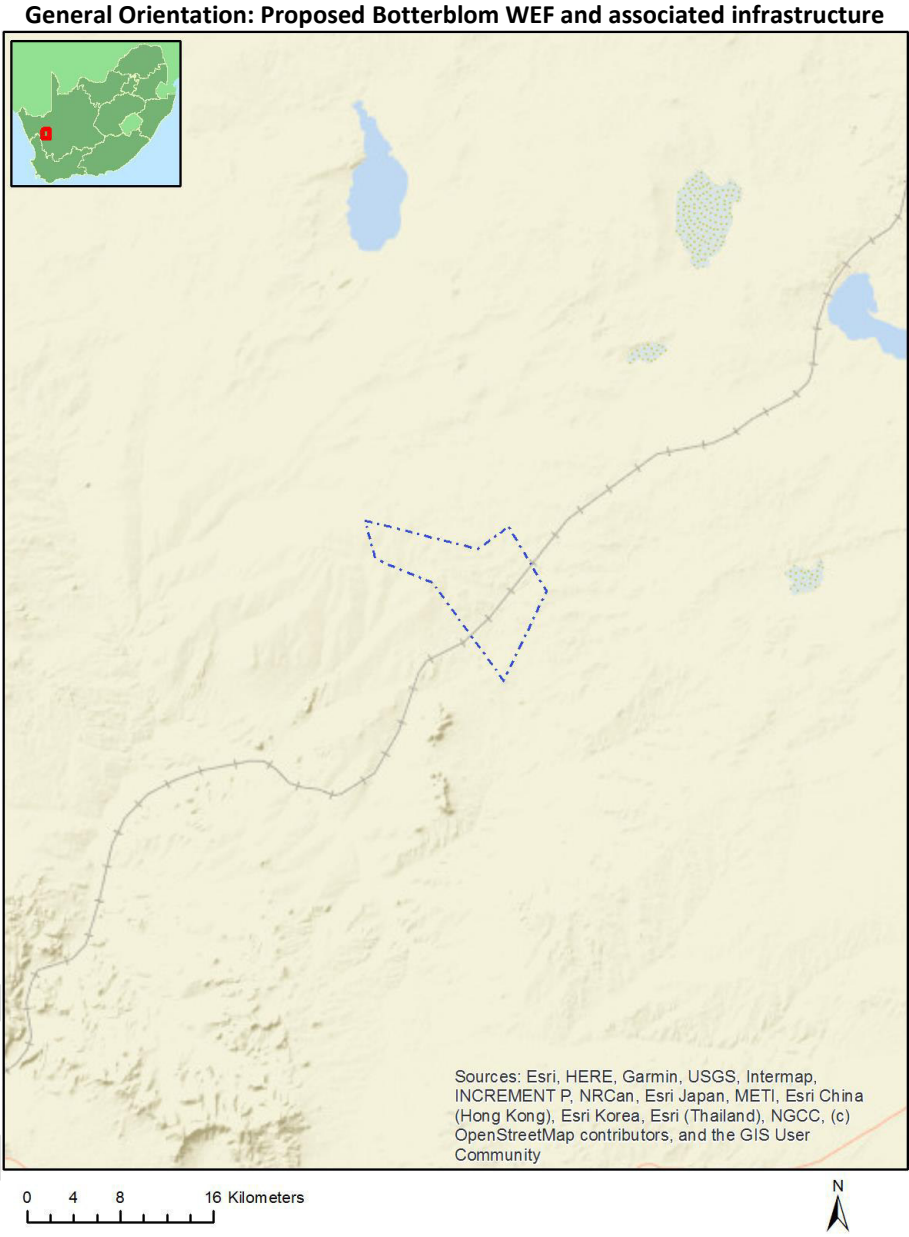 General Orientation: Proposed Botterblom WEF and associated infrastructure
Sources: Esri, HERE, Garmin, USGS, Intermap,
INCREMENT P, NRCan, Esri Japan, METI, Esri China
(Hong Kong), Esri Korea, Esri (Thailand), NGCC, (c)
OpenStreetMap contributors, and the GIS User
Community
0 4 8 16 Kilometers
N